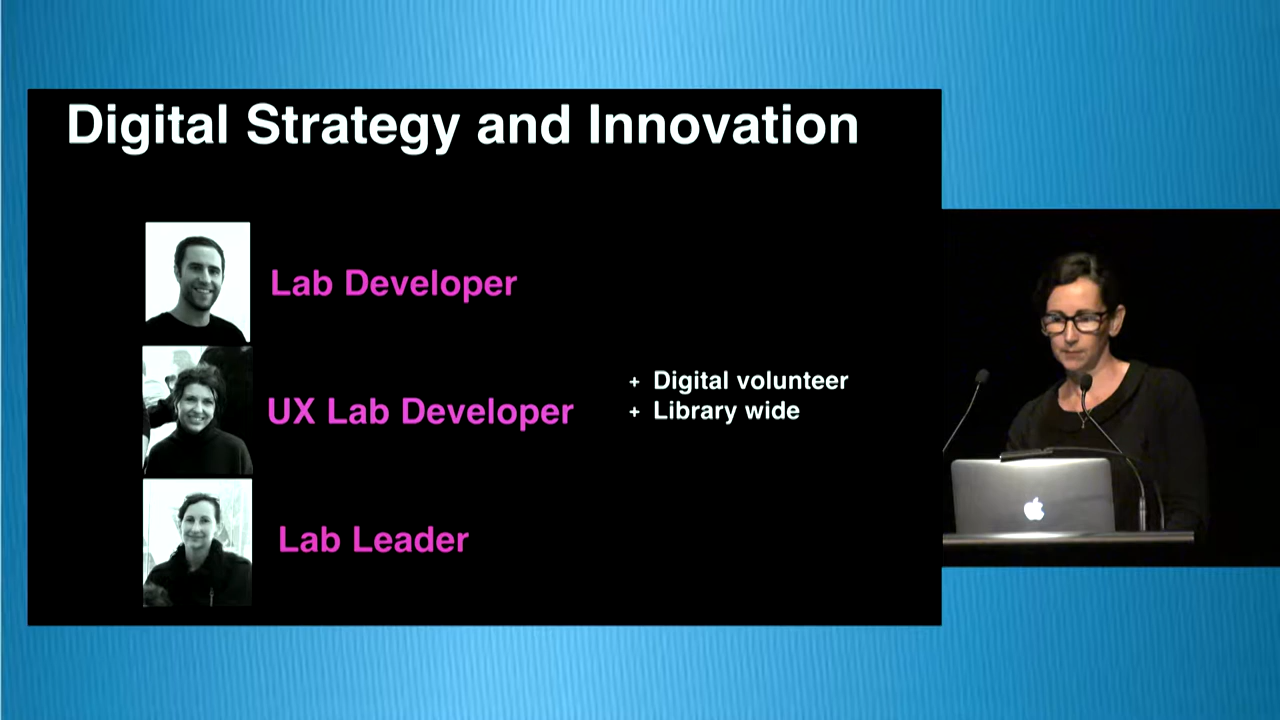 Digital Strategy and Innovation
Lab Developer
UX Lab Developer
+ Digital volunteer
+ Library wide
Lab Leader